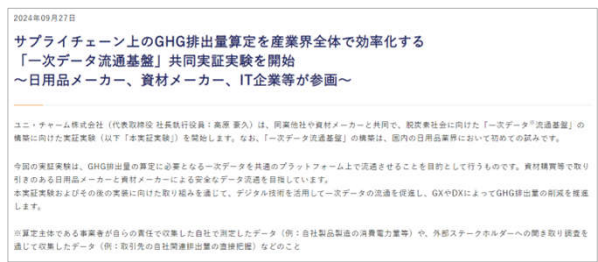 2024年09月27日
サプライチェーン上のGHG排出量算定を産業界全体で効率化する
「一次データ流通基盤」共同実証実験を開始
～日用品メーカー、資材メーカー、IT企業等が参画～
ユニ・チャーム株式会社（代表取締役 社長執行役員：高原 豪久）は、同業他社や資材メーカーと共同で、脱炭素社会に向けた「一次データ※流通基盤」の
構築に向けた実証実験（以下「本実証実験」）を開始します。なお、「一次データ流通基盤」の構築は、国内の日用品業界において初めての試みです。
今回の実証実験は、GHG排出量の算定に必要となる一次データを共通のプラットフォーム上で流通させることを目的として行うものです。資材購買等で取り
引きのある日用品メーカーと資材メーカーによる安全なデータ流通を目指しています。
本実証実験およびその後の実装に向けた取り組みを通じて、デジタル技術を活用して一次データの流通を促進し、GXやDXによってGHG排出量の削減を推進
します。
※算定主体である事業者が自らの責任で収集した自社で測定したデータ（例：自社製品製造の消費電力量等）や、外部ステークホルダーへの聞き取り調査を
通じて収集したデータ（例：取引先の自社関連排出量の直接把握）などのこと